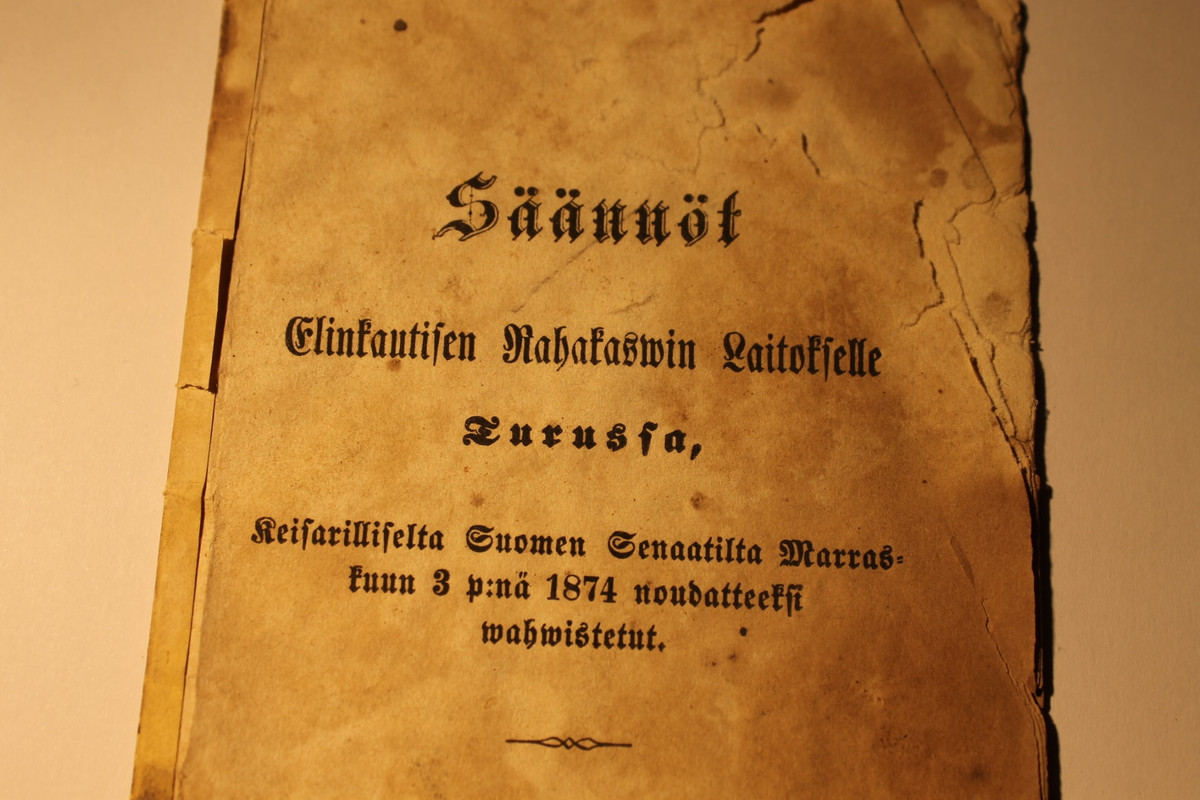 Säännöt
Elinkautisen Rahakaswin Laitokselle
Turussa,
Keisarilliselta Suomen Senaatilta Marras-
kuun 3 p:nä 1874 noudatteeksi
wahwistetut.